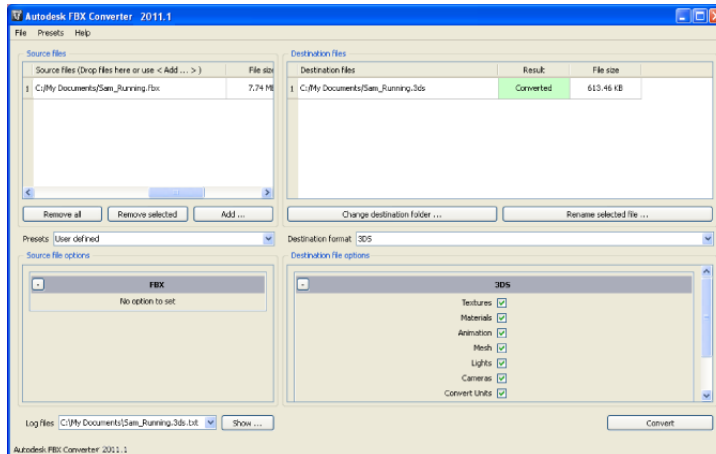 Autodesk FBX Converter 2011.1
File Presets Help
Source files
Source files (Drop files here or use < Add ... > ) File size
1 C:/My Documents/Sam_Running.fbx 7.74 MB
Remove all Remove selected Add ...
Destination files
Destination files Result File size
1 C:/My Documents/Sam_Running.3ds Converted 613.46 KB
Change destination folder ... Rename selected file ...
Presets User defined
Destination format 3DS
Source file options
- FBX
No option to set
Destination file options
- 3DS
Textures
Materials
Animation
Mesh
Lights
Cameras
Convert Units
Log files C:\My Documents\Sam_Running.3ds.txt Show ...
Convert
Autodesk FBX Converter 2011.1